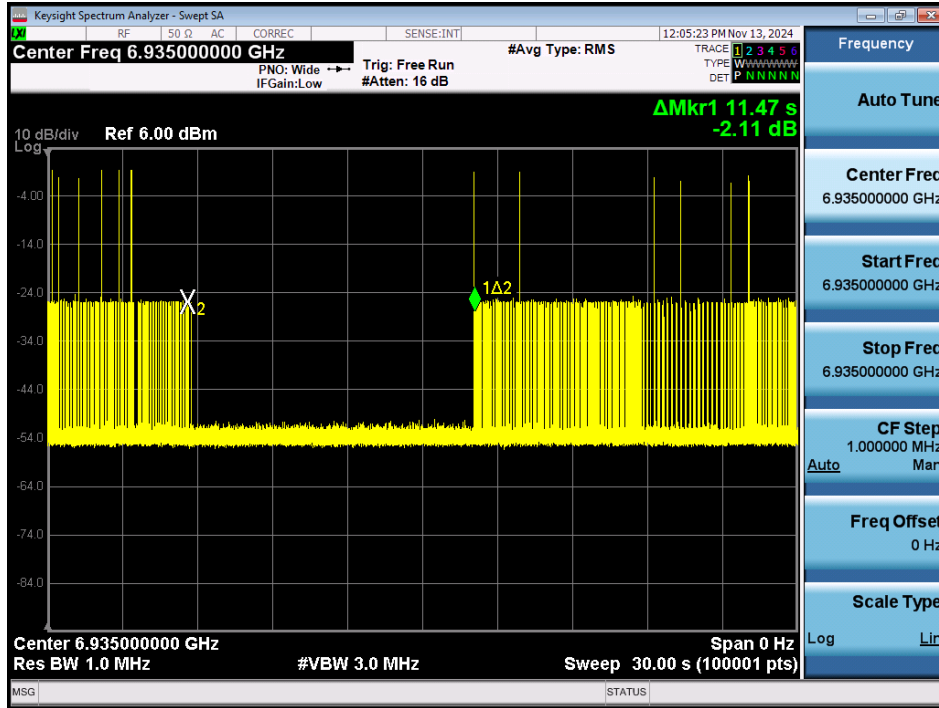 Keysight Spectrum Analyzer - Swept SA
LXI RF 50 Ω AC CORREC SENSE:INT 12:05:23 PM Nov 13, 2024
Center Freq 6.935000000 GHz
PNO: Wide
IFGain:Low
Trig: Free Run
#Atten: 16 dB
#Avg Type: RMS
TRACE 1 2 3 4 5 6
TYPE WWWWWW
DET P N N N N N
ΔMkr1 11.47 s
-2.11 dB
10 dB/div Ref 6.00 dBm
Log
-4.00
-14.0
-24.0
-34.0
-44.0
-54.0
-64.0
-74.0
-84.0
X2
1Δ2
Center 6.935000000 GHz Span 0 Hz
Res BW 1.0 MHz #VBW 3.0 MHz Sweep 30.00 s (100001 pts)
MSG STATUS
Frequency
Auto Tune
Center Freq
6.935000000 GHz
Start Freq
6.935000000 GHz
Stop Freq
6.935000000 GHz
CF Step
1.000000 MHz
Auto Man
Freq Offset
0 Hz
Scale Type
Log Lin